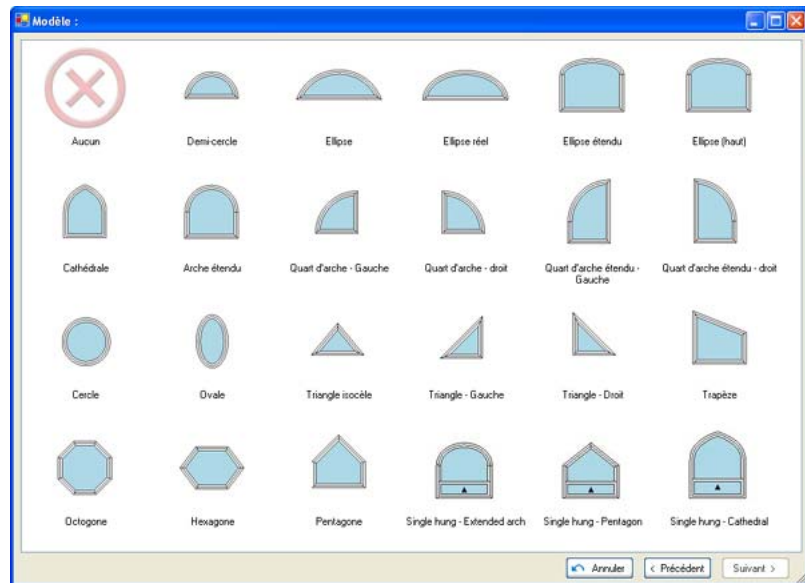 Modèle :
Aucun
Demi-cercle
Ellipse
Ellipse réel
Ellipse étendu
Ellipse (haut)
Cathédrale
Arche étendu
Quart d'arche - Gauche
Quart d'arche - droit
Quart d'arche étendu -
Gauche
Quart d'arche étendu - droit
Cercle
Ovale
Triangle isocèle
Triangle - Gauche
Triangle - Droit
Trapèze
Octogone
Hexagone
Pentagone
Single hung - Extended arch
Single hung - Pentagon
Single hung - Cathedral
Annuler
< Précédent
Suivant >